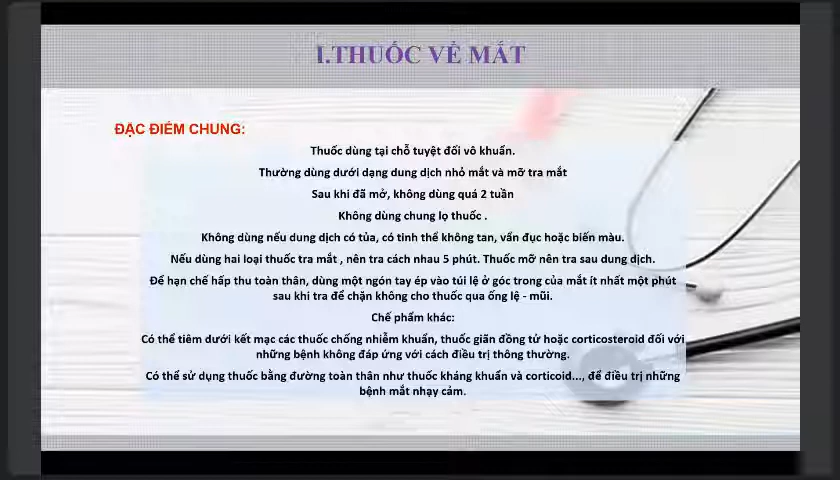 I.THUỐC VỀ MẮT
ĐẶC ĐIỂM CHUNG:
Thuốc dùng tại chỗ tuyệt đối vô khuẩn.
Thường dùng dưới dạng dung dịch nhỏ mắt và mỡ tra mắt
Sau khi đã mở, không dùng quá 2 tuần
Không dùng chung lọ thuốc .
Không dùng nếu dung dịch có tủa, có tinh thể không tan, vẩn đục hoặc biến màu.
Nếu dùng hai loại thuốc tra mắt , nên tra cách nhau 5 phút. Thuốc mỡ nên tra sau dung dịch.
Để hạn chế hấp thu toàn thân, dùng một ngón tay ép vào túi lệ ở góc trong của mắt ít nhất một phút
sau khi tra để chặn không cho thuốc qua ống lệ - mũi.
Chế phẩm khác:
Có thể tiêm dưới kết mạc các thuốc chống nhiễm khuẩn, thuốc giãn đồng tử hoặc corticosteroid đối với
những bệnh không đáp ứng với cách điều trị thông thường.
Có thể sử dụng thuốc bằng đường toàn thân như thuốc kháng khuẩn và corticoid..., để điều trị những
bệnh mắt nhạy cảm.